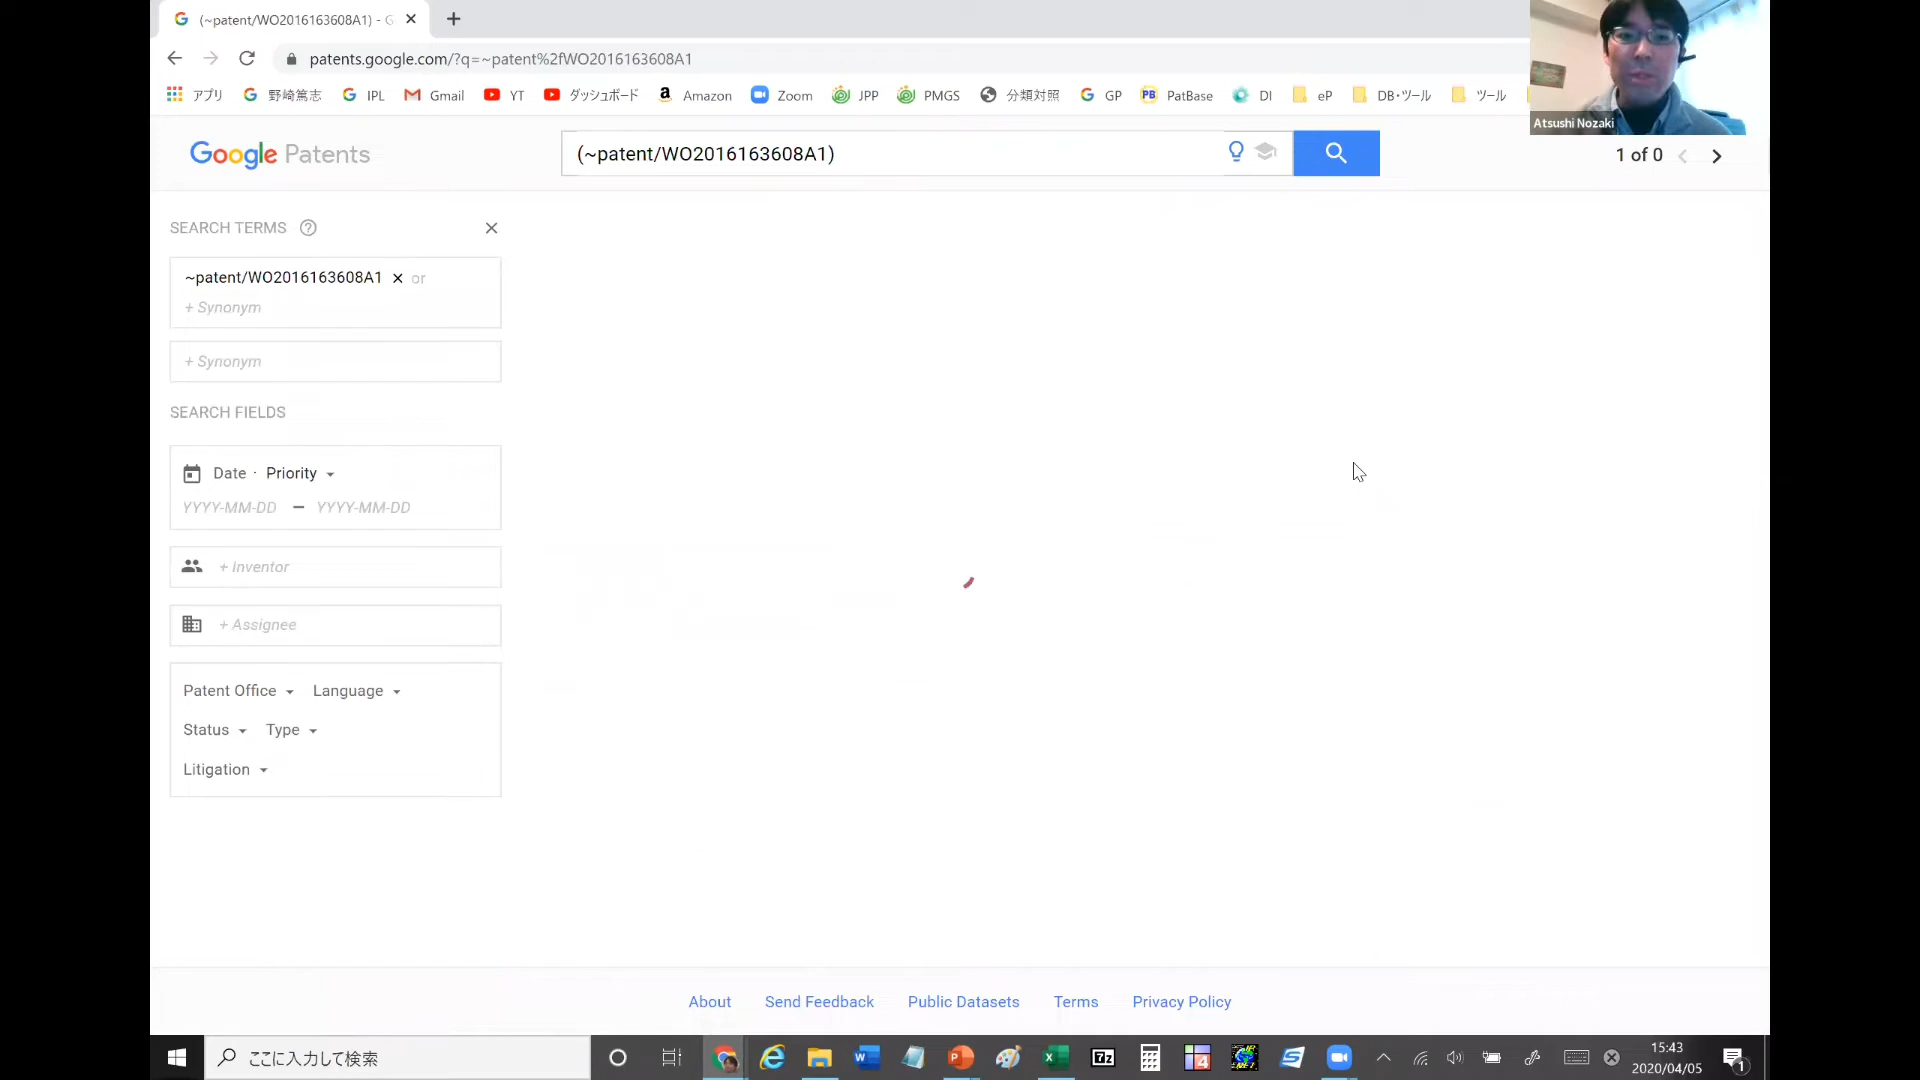 (~patent/WO2016163608A1) - G
patents.google.com/?q=~patent%2fWO2016163608A1
アプリ 野崎篤志 IPL Gmail YT ダッシュボード Amazon Zoom JPP PMGS 分類対照 GP PatBase DI eP DB・ツール ツール
Atsushi Nozaki
Google Patents
(~patent/WO2016163608A1)
1 of 0
SEARCH TERMS
~patent/WO2016163608A1 or
+ Synonym
+ Synonym
SEARCH FIELDS
Date · Priority
YYYY-MM-DD – YYYY-MM-DD
+ Inventor
+ Assignee
Patent Office Language
Status Type
Litigation
About Send Feedback Public Datasets Terms Privacy Policy
ここに入力して検索
15:43
2020/04/05